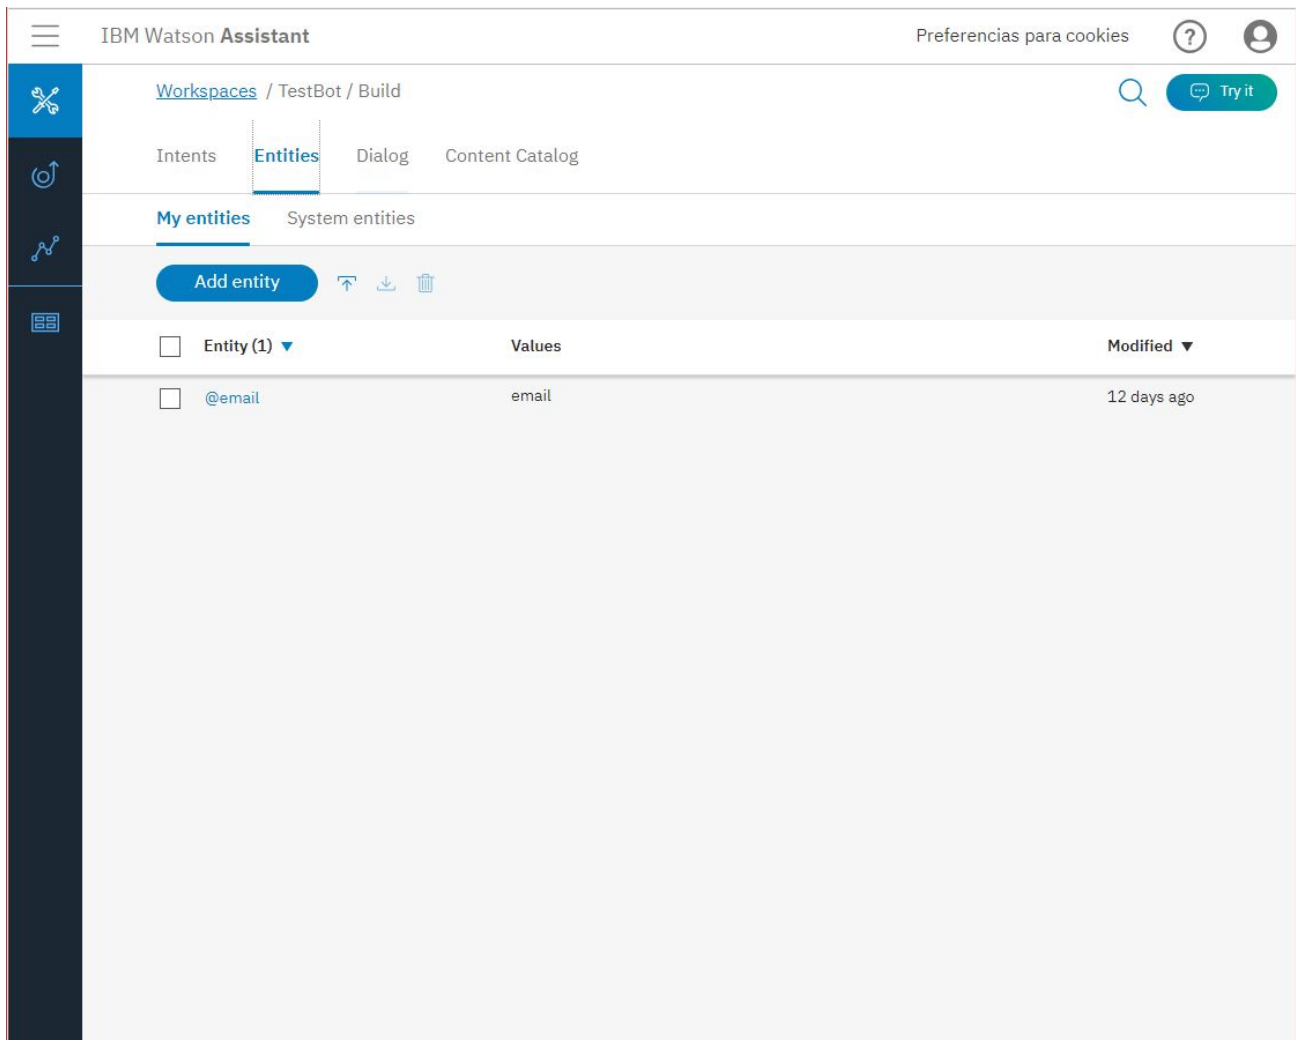 IBM Watson Assistant Preferencias para cookies ?
Workspaces / TestBot / Build Try it
Intents Entities Dialog Content Catalog
My entities System entities
Add entity
Entity (1) ▼ Values Modified ▼
@email email 12 days ago